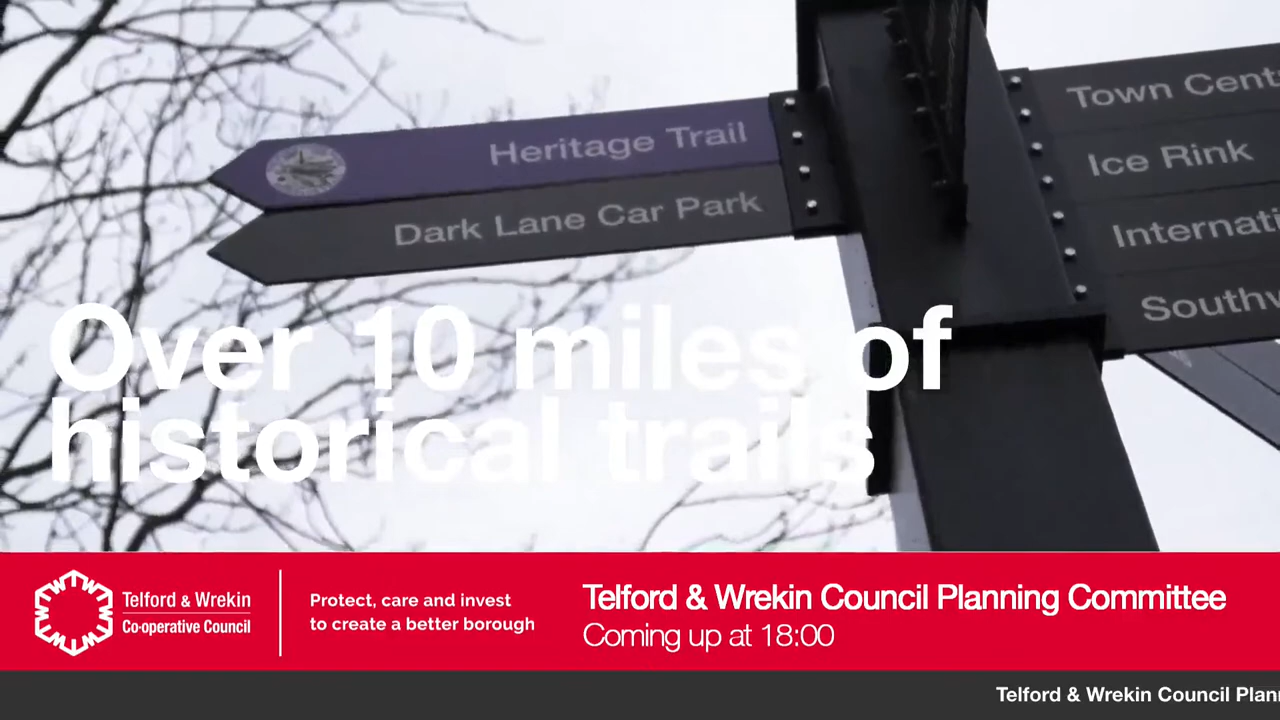 Heritage Trail
Dark Lane Car Park
Town Cent
Ice Rink
Internati
South
Over 10 miles of
historical trails
Telford & Wrekin
Co-operative Council
Protect, care and invest
to create a better borough
Telford & Wrekin Council Planning Committee
Coming up at 18:00
Telford & Wrekin Council Plan